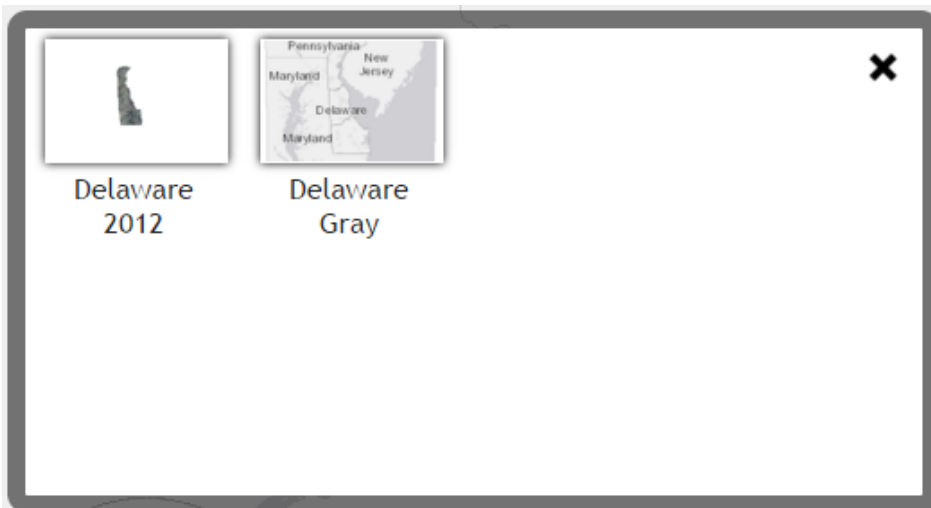 Pennsylvania
New
Jersey
Maryland
Delaware
Maryland
Delaware
2012
Delaware
Gray